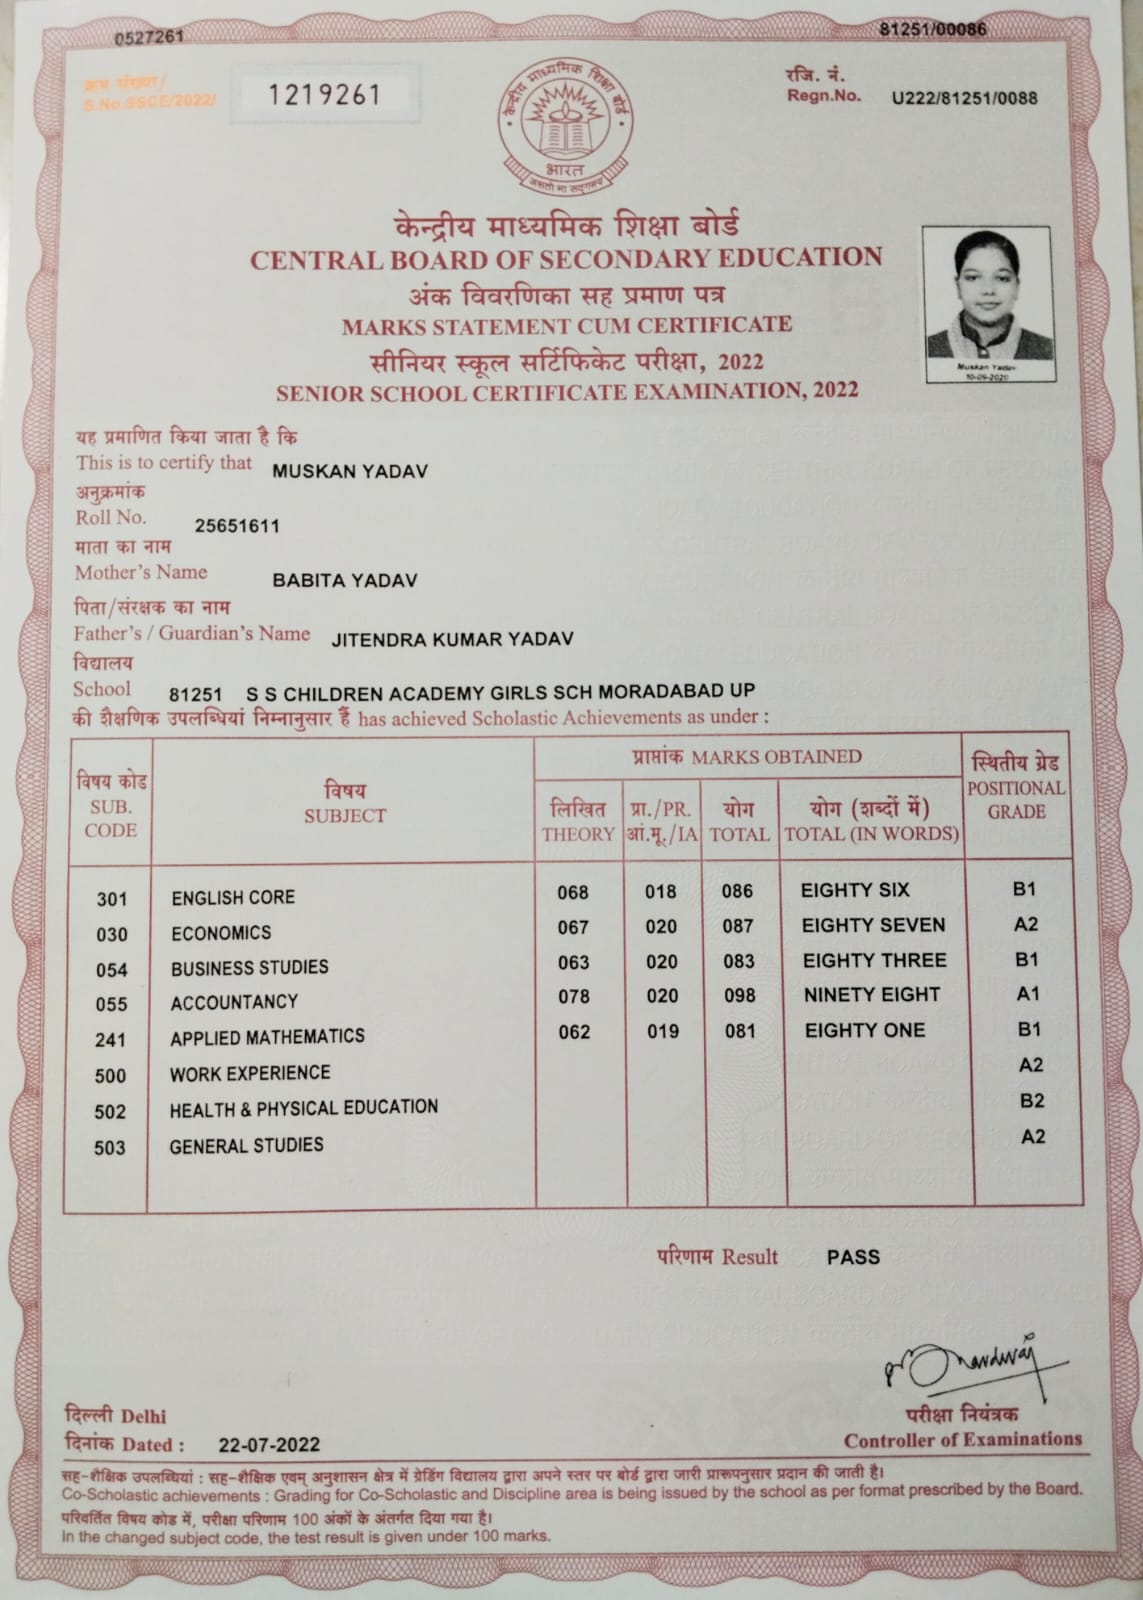 0527261
81251/00086
क्रम संख्या/
S.No.SSCE/2022/
1219261
रजि. नं.
Regn.No. U222/81251/0088
केन्द्रीय माध्यमिक शिक्षा बोर्ड
भारत
असतो मा सद्गमय
केन्द्रीय माध्यमिक शिक्षा बोर्ड
CENTRAL BOARD OF SECONDARY EDUCATION
अंक विवरणिका सह प्रमाण पत्र
MARKS STATEMENT CUM CERTIFICATE
सीनियर स्कूल सर्टिफिकेट परीक्षा, 2022
SENIOR SCHOOL CERTIFICATE EXAMINATION, 2022
Muskan Yadav
10-09-2020
यह प्रमाणित किया जाता है कि
This is to certify that MUSKAN YADAV
अनुक्रमांक
Roll No. 25651611
माता का नाम
Mother's Name BABITA YADAV
पिता/संरक्षक का नाम
Father's / Guardian's Name JITENDRA KUMAR YADAV
विद्यालय
School 81251 S S CHILDREN ACADEMY GIRLS SCH MORADABAD UP
की शैक्षणिक उपलब्धियां निम्नानुसार हैं has achieved Scholastic Achievements as under :
विषय कोड
SUB.
CODE
विषय
SUBJECT
प्राप्तांक MARKS OBTAINED
लिखित
THEORY
प्रा./PR.
आं.मू./IA
योग
TOTAL
योग (शब्दों में)
TOTAL (IN WORDS)
स्थितीय ग्रेड
POSITIONAL
GRADE
301 ENGLISH CORE 068 018 086 EIGHTY SIX B1
030 ECONOMICS 067 020 087 EIGHTY SEVEN A2
054 BUSINESS STUDIES 063 020 083 EIGHTY THREE B1
055 ACCOUNTANCY 078 020 098 NINETY EIGHT A1
241 APPLIED MATHEMATICS 062 019 081 EIGHTY ONE B1
500 WORK EXPERIENCE A2
502 HEALTH & PHYSICAL EDUCATION B2
503 GENERAL STUDIES A2
परिणाम Result PASS
दिल्ली Delhi
दिनांक Dated : 22-07-2022
परीक्षा नियंत्रक
Controller of Examinations
सह-शैक्षिक उपलब्धियां : सह-शैक्षिक एवम् अनुशासन क्षेत्र में ग्रेडिंग विद्यालय द्वारा अपने स्तर पर बोर्ड द्वारा जारी प्रारूपनुसार प्रदान की जाती है।
Co-Scholastic achievements : Grading for Co-Scholastic and Discipline area is being issued by the school as per format prescribed by the Board.
परिवर्तित विषय कोड में, परीक्षा परिणाम 100 अंकों के अंतर्गत दिया गया है।
In the changed subject code, the test result is given under 100 marks.